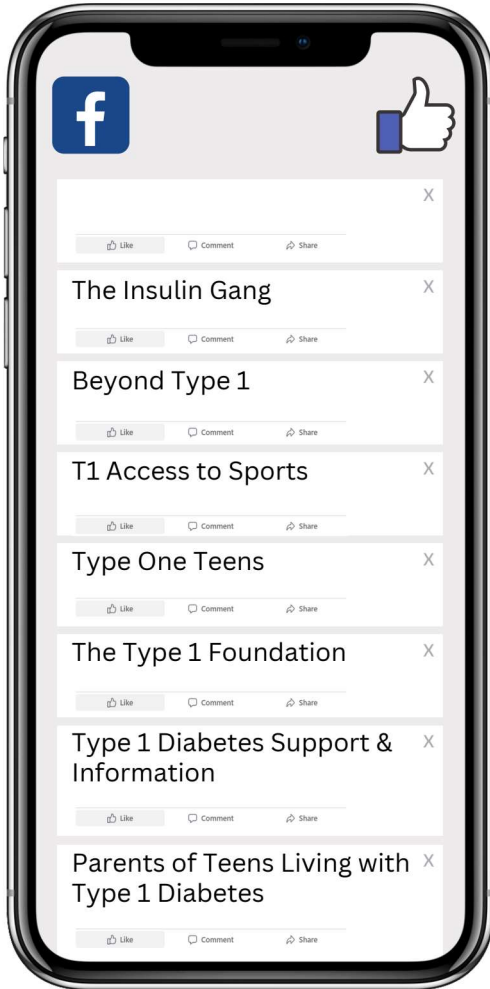 f
X
Like Comment Share
The Insulin Gang X
Like Comment Share
Beyond Type 1 X
Like Comment Share
T1 Access to Sports X
Like Comment Share
Type One Teens X
Like Comment Share
The Type 1 Foundation X
Like Comment Share
Type 1 Diabetes Support & X
Information
Like Comment Share
Parents of Teens Living with X
Type 1 Diabetes
Like Comment Share